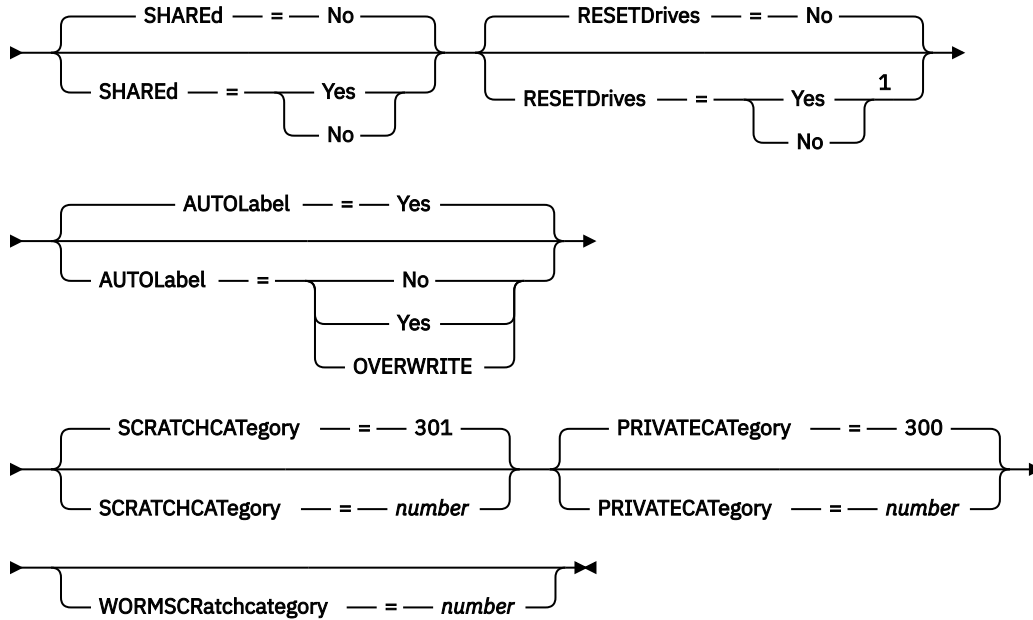 SHAREd = No RESETDrives = No
SHAREd = Yes RESETDrives = Yes 1
No No
AUTOLabel = Yes
AUTOLabel = No
Yes
OVERWRITE
SCRATCHCATegory = 301 PRIVATECATegory = 300
SCRATCHCATegory = number PRIVATECATegory = number
WORMSCRatchcategory = number